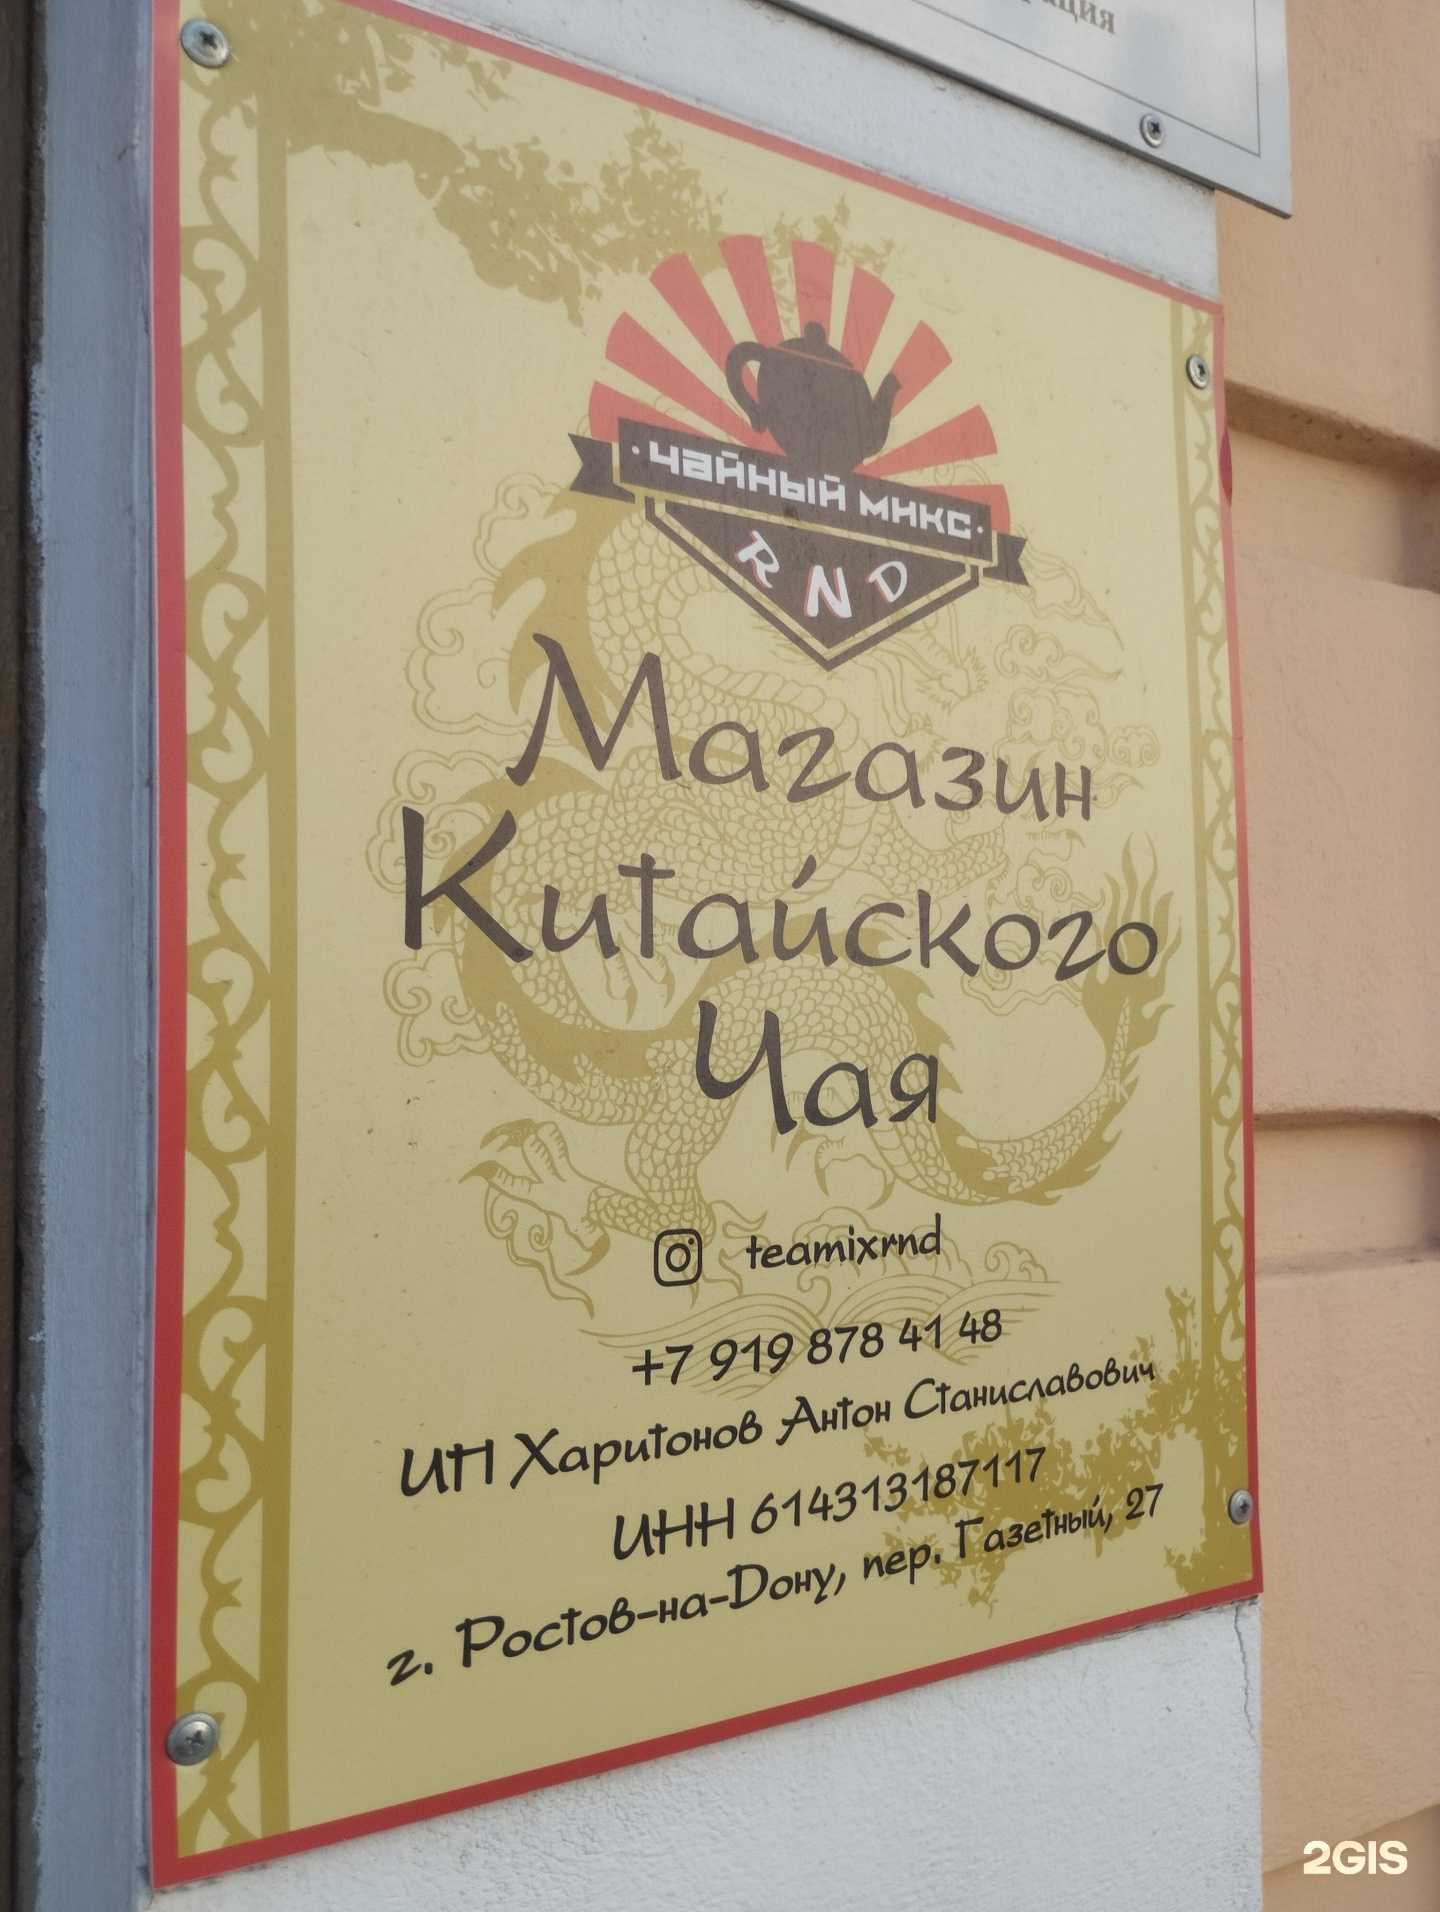 · ЧАЙНЫЙ МИКС ·
RND
Магазин
Китайского
Чая
teamixrnd
+7 919 878 41 48
ИП Харитонов Антон Станиславович
ИНН 614313187117
г. Ростов-на-Дону, пер. Газетный, 27
2GIS